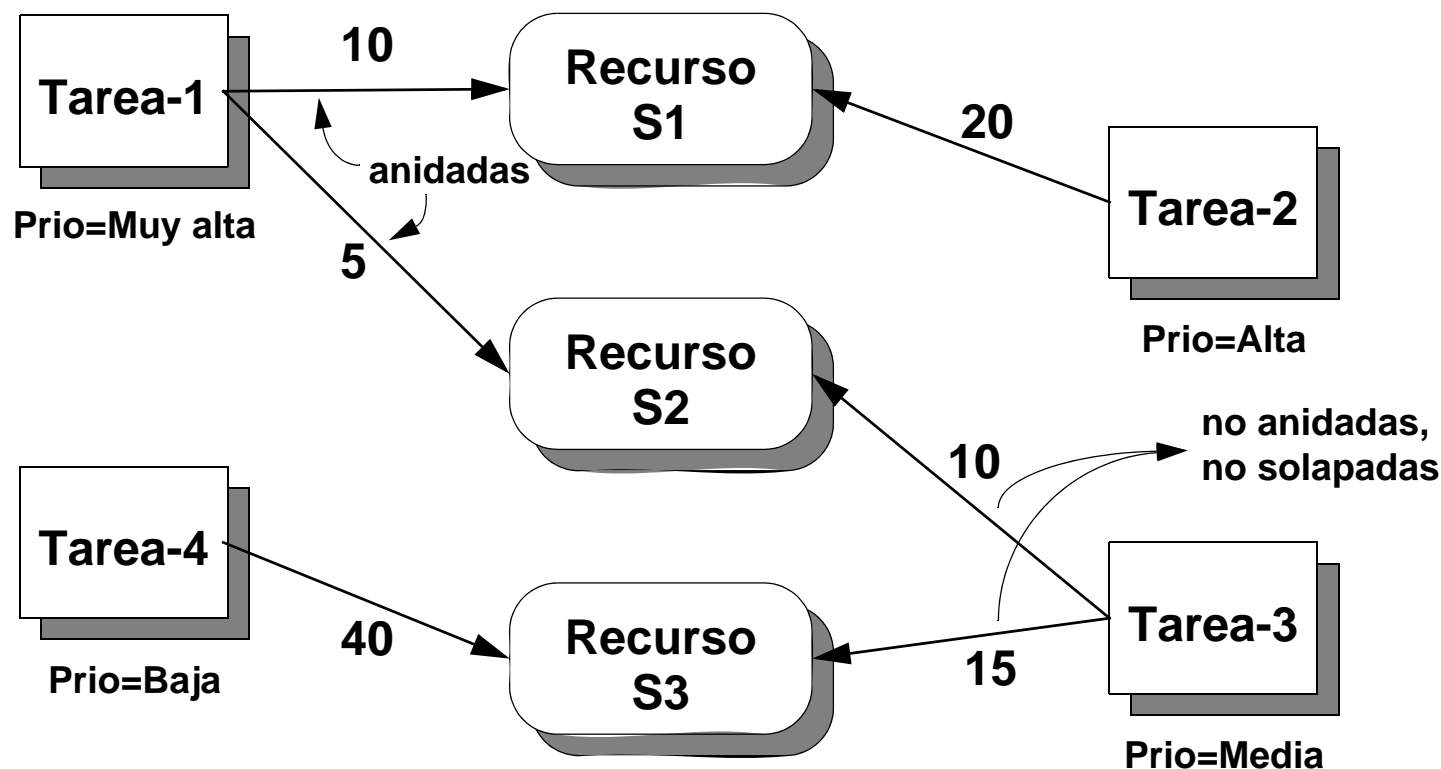 Tarea-1
Prio=Muy alta
10
anidadas
5
Recurso
S1
20
Tarea-2
Prio=Alta
Recurso
S2
10
no anidadas,
no solapadas
Tarea-4
Prio=Baja
40
Recurso
S3
15
Tarea-3
Prio=Media